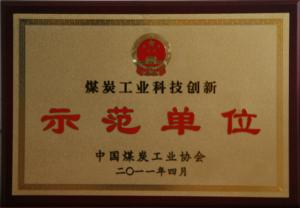 煤炭工业科技创新
示范单位
中国煤炭工业协会
二〇一一年四月